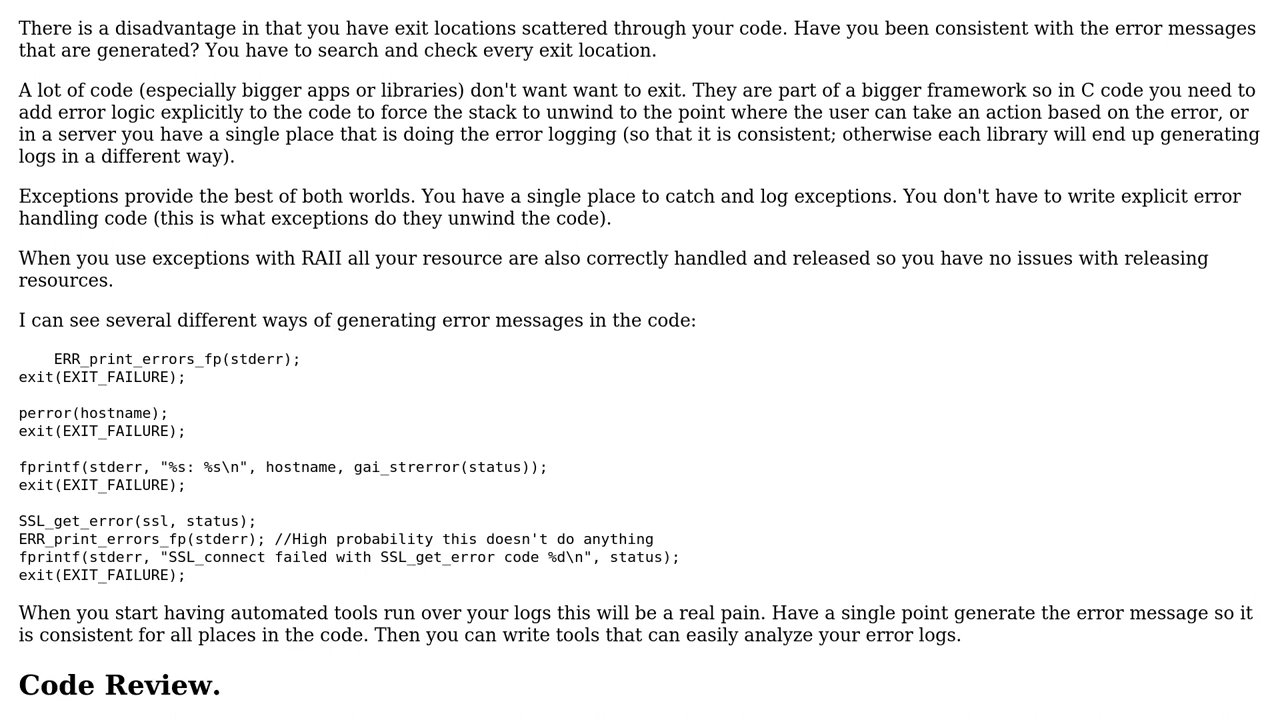 There is a disadvantage in that you have exit locations scattered through your code. Have you been consistent with the error messages
that are generated? You have to search and check every exit location.
A lot of code (especially bigger apps or libraries) don't want want to exit. They are part of a bigger framework so in C code you need to
add error logic explicitly to the code to force the stack to unwind to the point where the user can take an action based on the error, or
in a server you have a single place that is doing the error logging (so that it is consistent; otherwise each library will end up generating
logs in a different way).
Exceptions provide the best of both worlds. You have a single place to catch and log exceptions. You don't have to write explicit error
handling code (this is what exceptions do they unwind the code).
When you use exceptions with RAII all your resource are also correctly handled and released so you have no issues with releasing
resources.
I can see several different ways of generating error messages in the code:
    ERR_print_errors_fp(stderr);
exit(EXIT_FAILURE);
perror(hostname);
exit(EXIT_FAILURE);
fprintf(stderr, "%s: %s\n", hostname, gai_strerror(status));
exit(EXIT_FAILURE);
SSL_get_error(ssl, status);
ERR_print_errors_fp(stderr); //High probability this doesn't do anything
fprintf(stderr, "SSL_connect failed with SSL_get_error code %d\n", status);
exit(EXIT_FAILURE);
When you start having automated tools run over your logs this will be a real pain. Have a single point generate the error message so it
is consistent for all places in the code. Then you can write tools that can easily analyze your error logs.
Code Review.